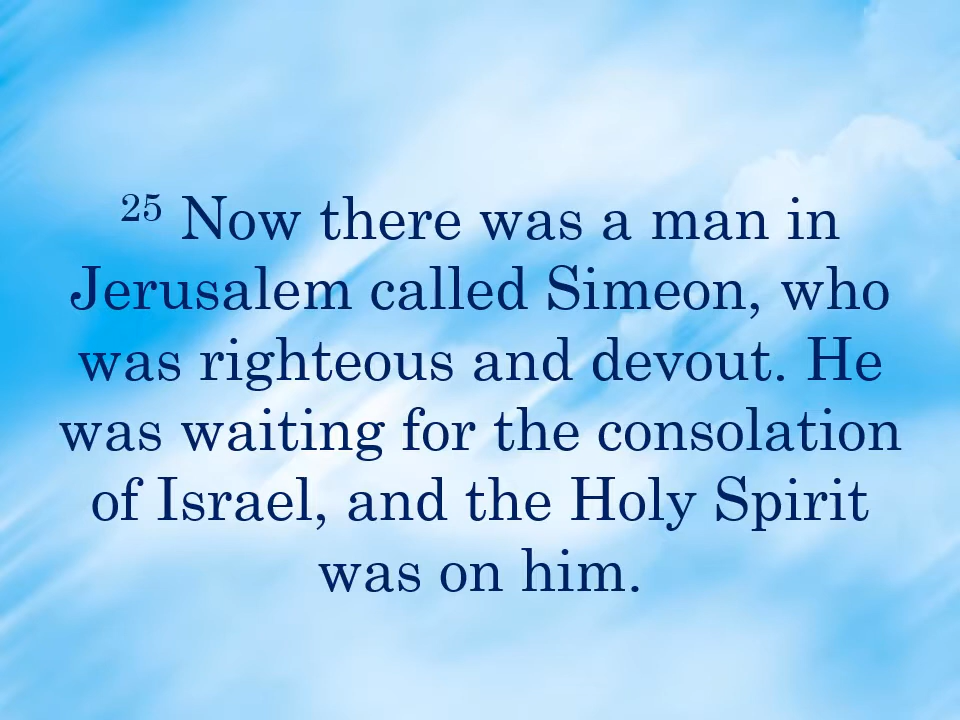 25 Now there was a man in
Jerusalem called Simeon, who
was righteous and devout. He
was waiting for the consolation
of Israel, and the Holy Spirit
was on him.